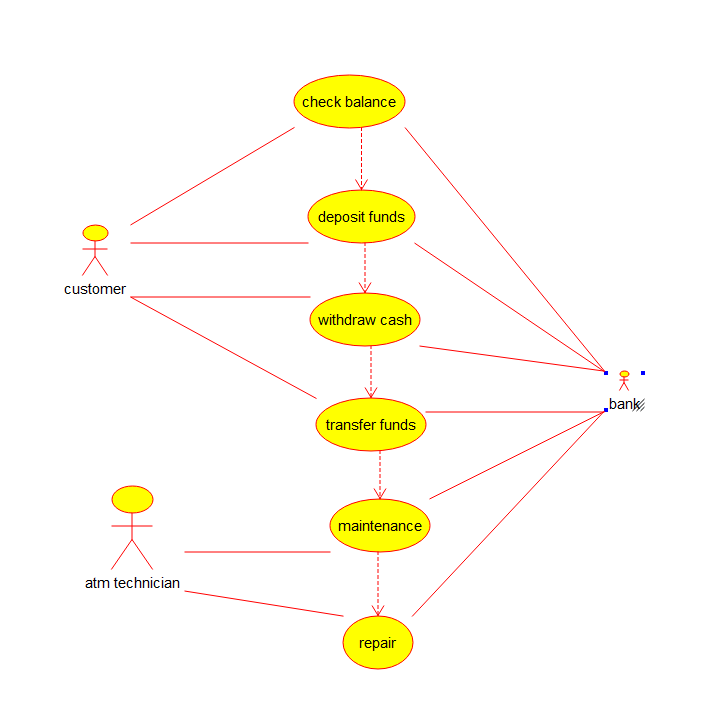 check balance
deposit funds
customer
withdraw cash
bank
transfer funds
maintenance
atm technician
repair